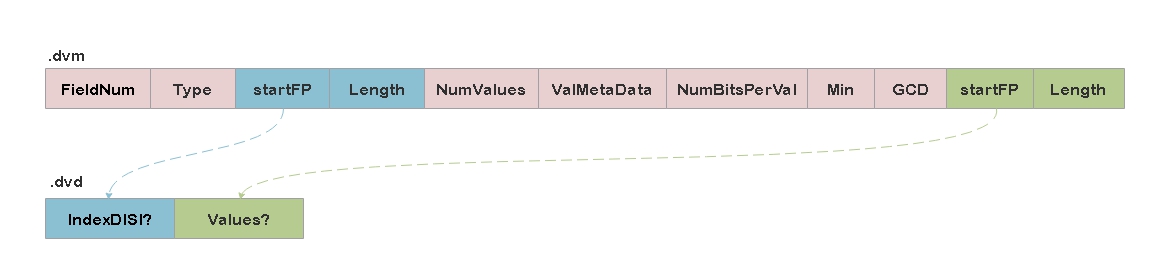 .dvm
FieldNum Type startFP Length NumValues ValMetaData NumBitsPerVal Min GCD startFP Length
.dvd
IndexDISI? Values?